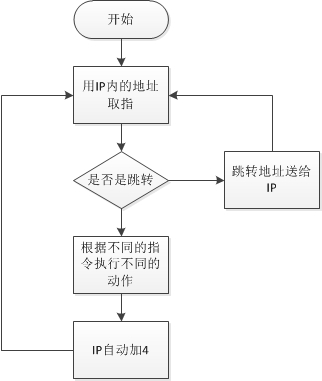 开始
用IP内的地址
取指
是否是跳转
跳转地址送给
IP
根据不同的指
令执行不同的
动作
IP自动加4